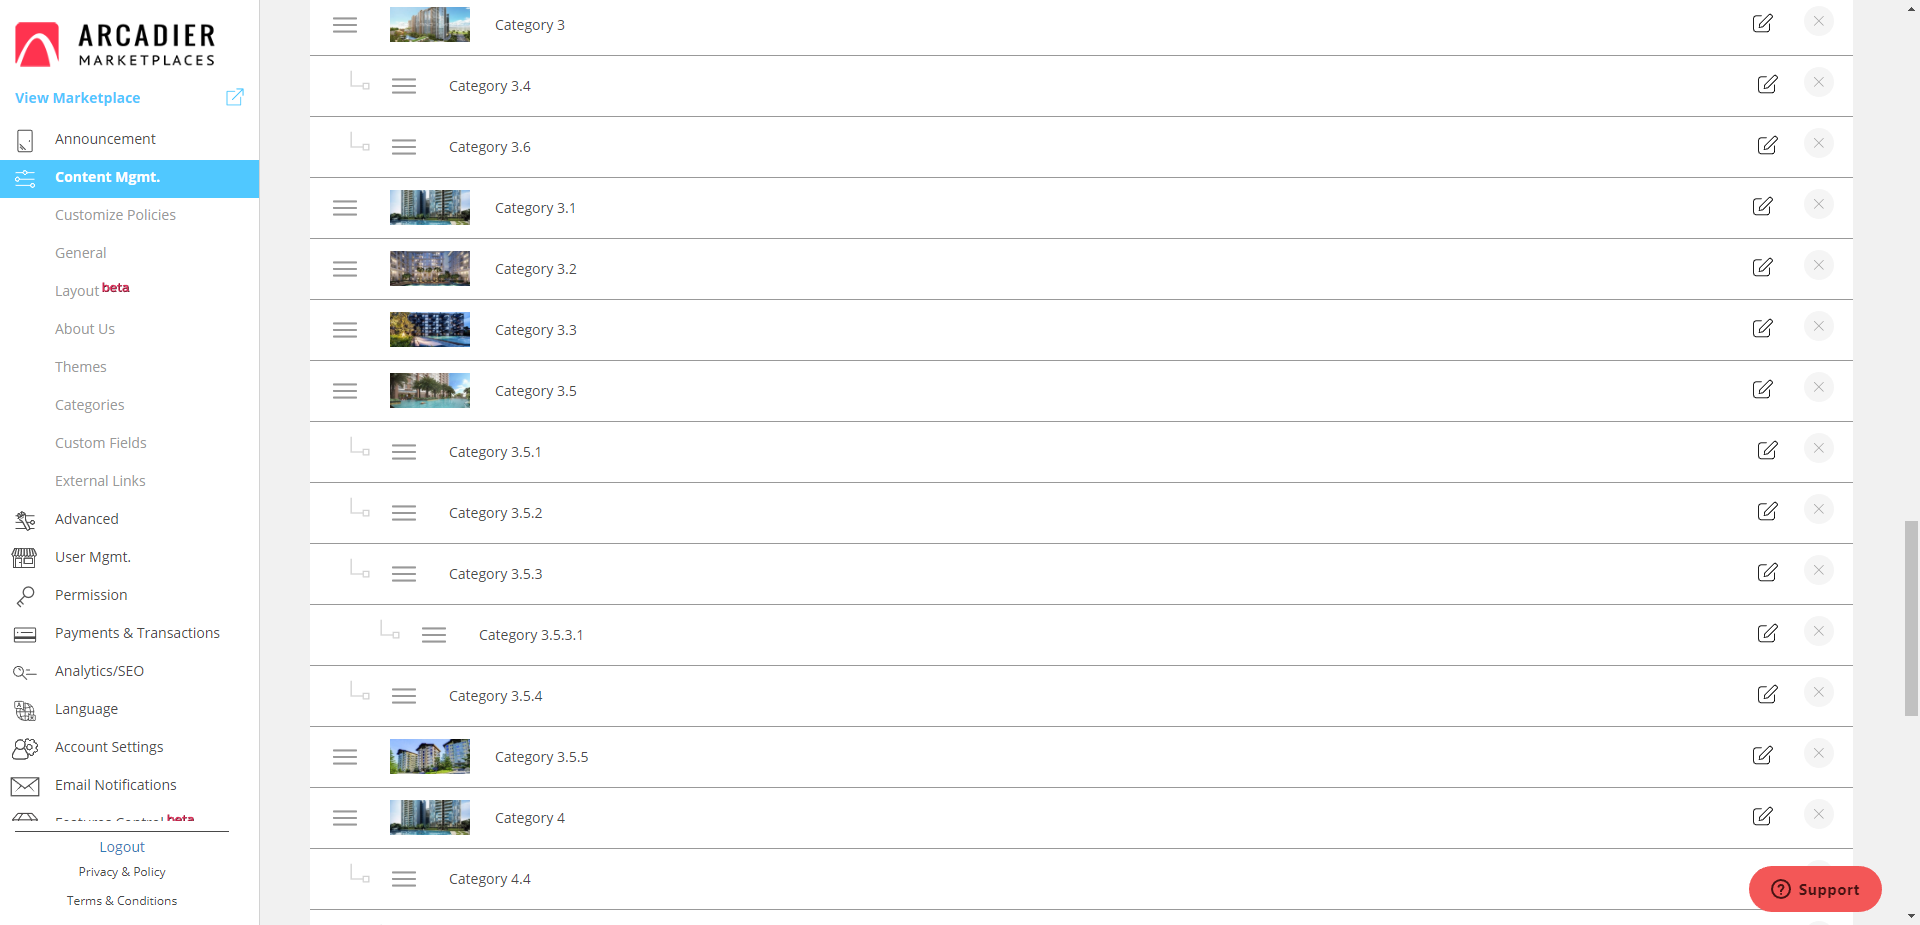 ARCADIER
MARKETPLACES
View Marketplace
Announcement
Content Mgmt.
Customize Policies
General
Layout beta
About Us
Themes
Categories
Custom Fields
External Links
Advanced
User Mgmt.
Permission
Payments & Transactions
Analytics/SEO
Language
Account Settings
Email Notifications
Features Control beta
Logout
Privacy & Policy
Terms & Conditions
Category 3
Category 3.4
Category 3.6
Category 3.1
Category 3.2
Category 3.3
Category 3.5
Category 3.5.1
Category 3.5.2
Category 3.5.3
Category 3.5.3.1
Category 3.5.4
Category 3.5.5
Category 4
Category 4.4
Support